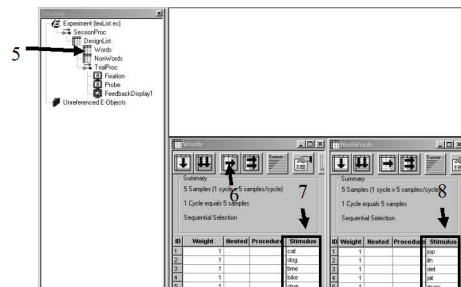 Structure
Experiment (lexList.es)
SessionProc
DesignList
5
Words
NonWords
TrialProc
Fixation
Probe
FeedbackDisplay1
Unreferenced E-Objects
Words
Summary
5 Samples (1 cycle x 5 samples/cycle)
1 Cycle equals 5 samples
Sequential Selection
6
7
ID Weight Nested Procedure Stimulus
1 1 cat
2 1 dog
3 1 time
4 1 bike
5 1
NonWords
Summary
5 Samples (1 cycle x 5 samples/cycle)
1 Cycle equals 5 samples
Sequential Selection
8
ID Weight Nested Procedure Stimulus
1 1 jop
2 1
3 1 det
4 1 jat
5 1